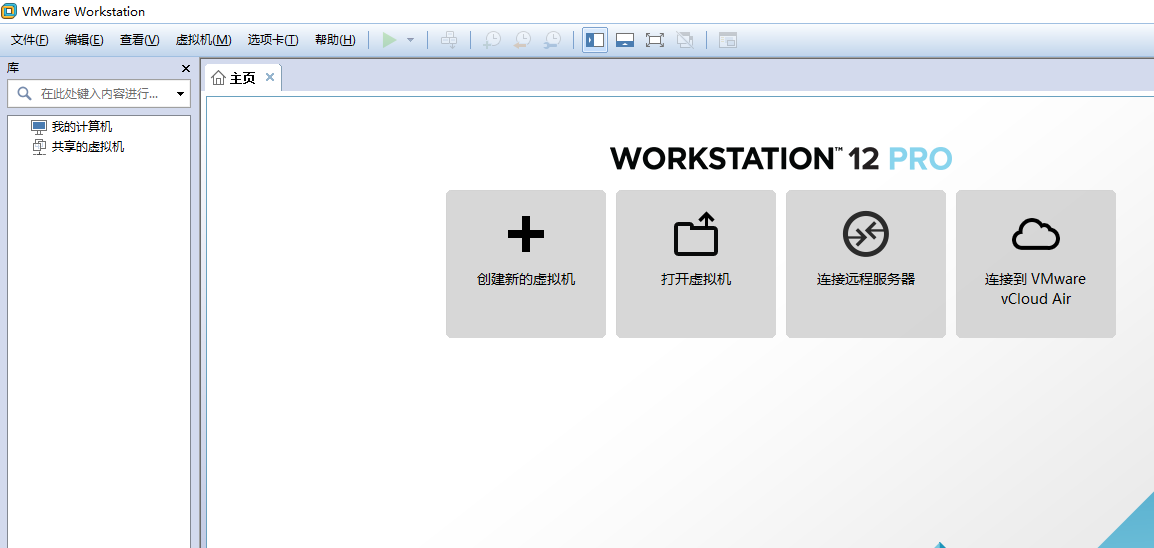 VMware Workstation
文件(F) 编辑(E) 查看(V) 虚拟机(M) 选项卡(T) 帮助(H)
库
在此处键入内容进行...
我的计算机
共享的虚拟机
主页
WORKSTATION™ 12 PRO
创建新的虚拟机
打开虚拟机
连接远程服务器
连接到 VMware
vCloud Air